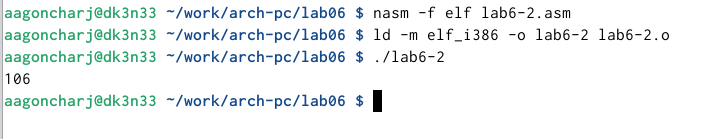 aagoncharj@dk3n33 ~/work/arch-pc/lab06 $ nasm -f elf lab6-2.asm
aagoncharj@dk3n33 ~/work/arch-pc/lab06 $ ld -m elf_i386 -o lab6-2 lab6-2.o
aagoncharj@dk3n33 ~/work/arch-pc/lab06 $ ./lab6-2
106
aagoncharj@dk3n33 ~/work/arch-pc/lab06 $